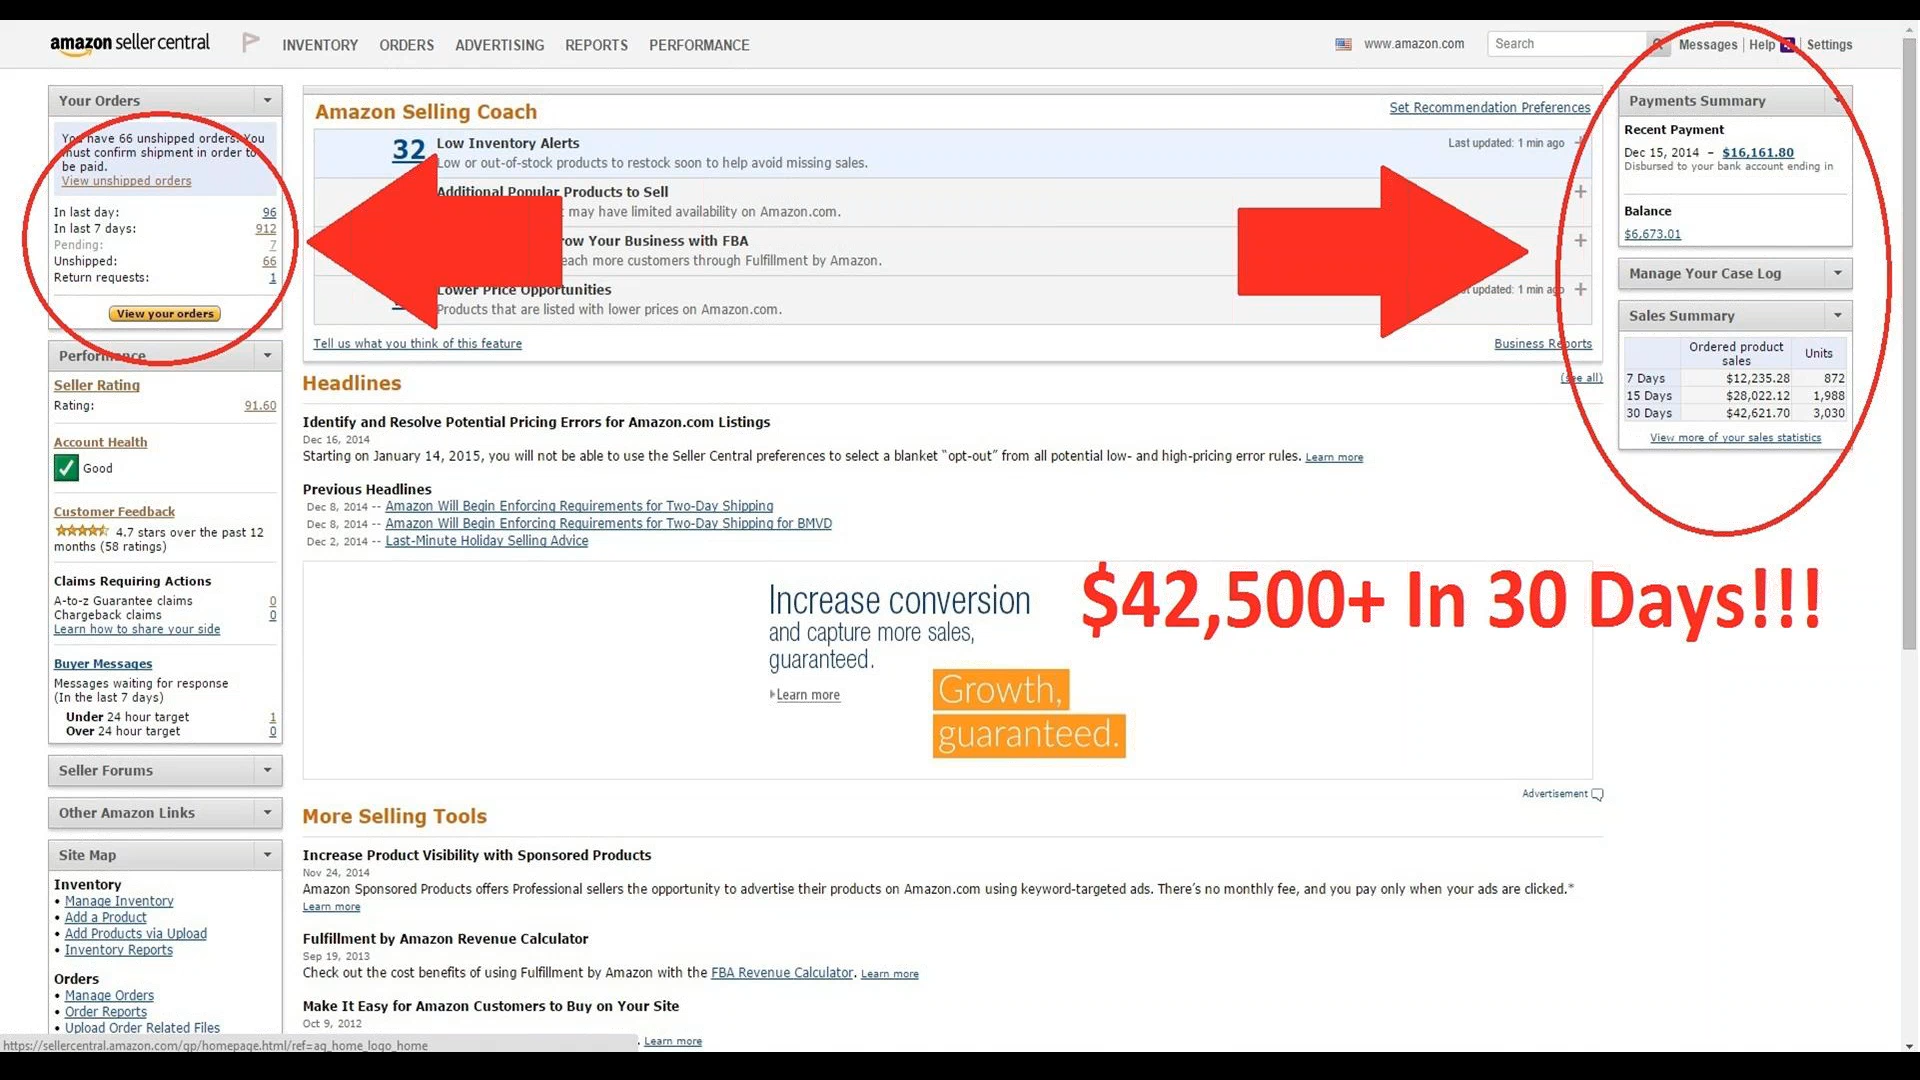 amazon seller central
INVENTORY ORDERS ADVERTISING REPORTS PERFORMANCE
www.amazon.com
Search
Messages | Help | Settings
Your Orders
You have 66 unshipped orders. You
must confirm shipment in order to
be paid.
View unshipped orders
In last day: 96
In last 7 days: 912
Pending: 7
Unshipped: 66
Return requests: 1
View your orders
Performance
Seller Rating
Rating: 91.60
Account Health
Good
Customer Feedback
4.7 stars over the past 12
months (58 ratings)
Claims Requiring Actions
A-to-z Guarantee claims 0
Chargeback claims 0
Learn how to share your side
Buyer Messages
Messages waiting for response
(In the last 7 days)
Under 24 hour target 1
Over 24 hour target 0
Seller Forums
Other Amazon Links
Site Map
Inventory
• Manage Inventory
• Add a Product
• Add Products via Upload
• Inventory Reports
Orders
• Manage Orders
• Order Reports
• Upload Order Related Files
https://sellercentral.amazon.com/gp/homepage.html/ref=ag_home_logo_home
Amazon Selling Coach
Set Recommendation Preferences
32 Low Inventory Alerts
Last updated: 1 min ago +
Low or out-of-stock products to restock soon to help avoid missing sales.
Additional Popular Products to Sell +
may have limited availability on Amazon.com.
row Your Business with FBA +
each more customers through Fulfillment by Amazon.
Lower Price Opportunities
updated: 1 min ago +
Products that are listed with lower prices on Amazon.com.
Tell us what you think of this feature
Business Reports
Headlines
(see all)
Identify and Resolve Potential Pricing Errors for Amazon.com Listings
Dec 16, 2014
Starting on January 14, 2015, you will not be able to use the Seller Central preferences to select a blanket “opt-out” from all potential low- and high-pricing error rules. Learn more
Previous Headlines
Dec 8, 2014 -- Amazon Will Begin Enforcing Requirements for Two-Day Shipping
Dec 8, 2014 -- Amazon Will Begin Enforcing Requirements for Two-Day Shipping for BMVD
Dec 2, 2014 -- Last-Minute Holiday Selling Advice
Increase conversion
and capture more sales,
guaranteed.
Learn more
Growth,
guaranteed.
$42,500+ In 30 Days!!!
Advertisement
More Selling Tools
Increase Product Visibility with Sponsored Products
Nov 24, 2014
Amazon Sponsored Products offers Professional sellers the opportunity to advertise their products on Amazon.com using keyword-targeted ads. There's no monthly fee, and you pay only when your ads are clicked.*
Learn more
Fulfillment by Amazon Revenue Calculator
Sep 19, 2013
Check out the cost benefits of using Fulfillment by Amazon with the FBA Revenue Calculator. Learn more
Make It Easy for Amazon Customers to Buy on Your Site
Oct 9, 2012
. Learn more
Payments Summary
Recent Payment
Dec 15, 2014 – $16,161.80
Disbursed to your bank account ending in
Balance
$6,673.01
Manage Your Case Log
Sales Summary
Ordered product
sales
Units
7 Days $12,235.28 872
15 Days $28,022.12 1,988
30 Days $42,621.70 3,030
View more of your sales statistics